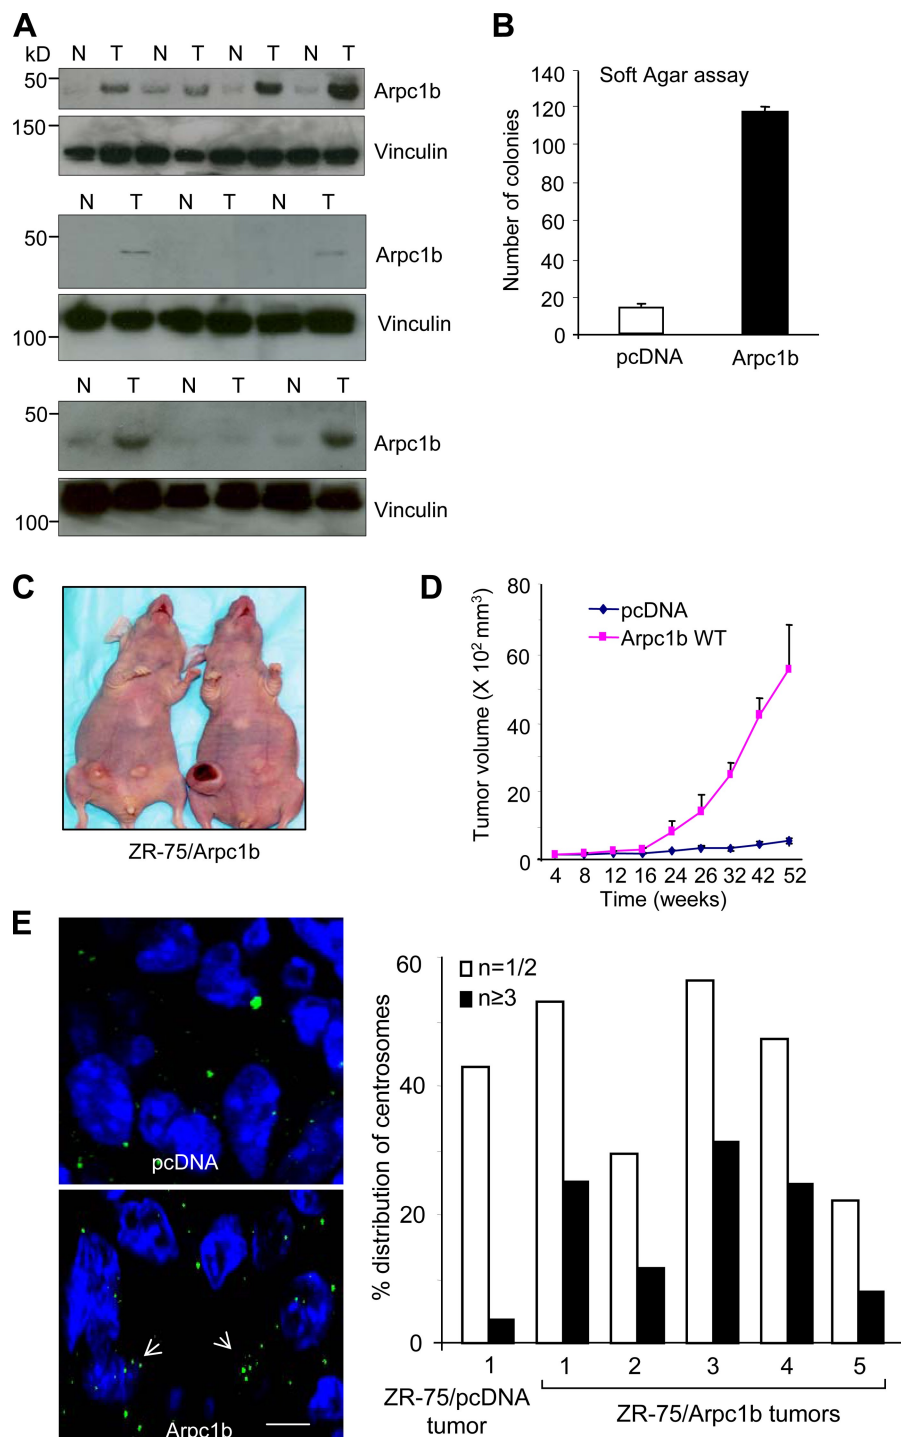 A
kD N T N T N T N T
50
Arpc1b
150
Vinculin
N T N T N T
50
Arpc1b
Vinculin
100
N T N T N T
50
Arpc1b
Vinculin
100
B
Soft Agar assay
Number of colonies
140
120
100
80
60
40
20
0
pcDNA Arpc1b
C
ZR-75/Arpc1b
D
Tumor volume (X 10² mm³)
80
60
40
20
0
pcDNA
Arpc1b WT
4 8 12 16 24 26 32 42 52
Time (weeks)
E
pcDNA
Arpc1b
% distribution of centrosomes
60
40
20
0
n=1/2
n≥3
1 1 2 3 4 5
ZR-75/pcDNA
tumor
ZR-75/Arpc1b tumors